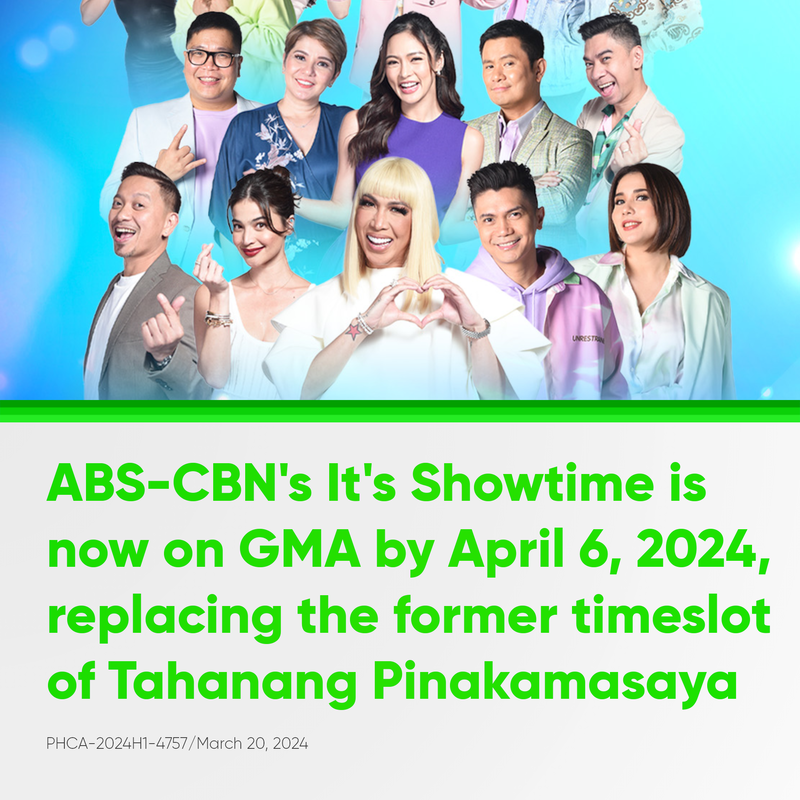 UNRESTR
ABS-CBN's It's Showtime is
now on GMA by April 6, 2024,
replacing the former timeslot
of Tahanang Pinakamasaya
PHCA-2024H1-4757/March 20, 2024